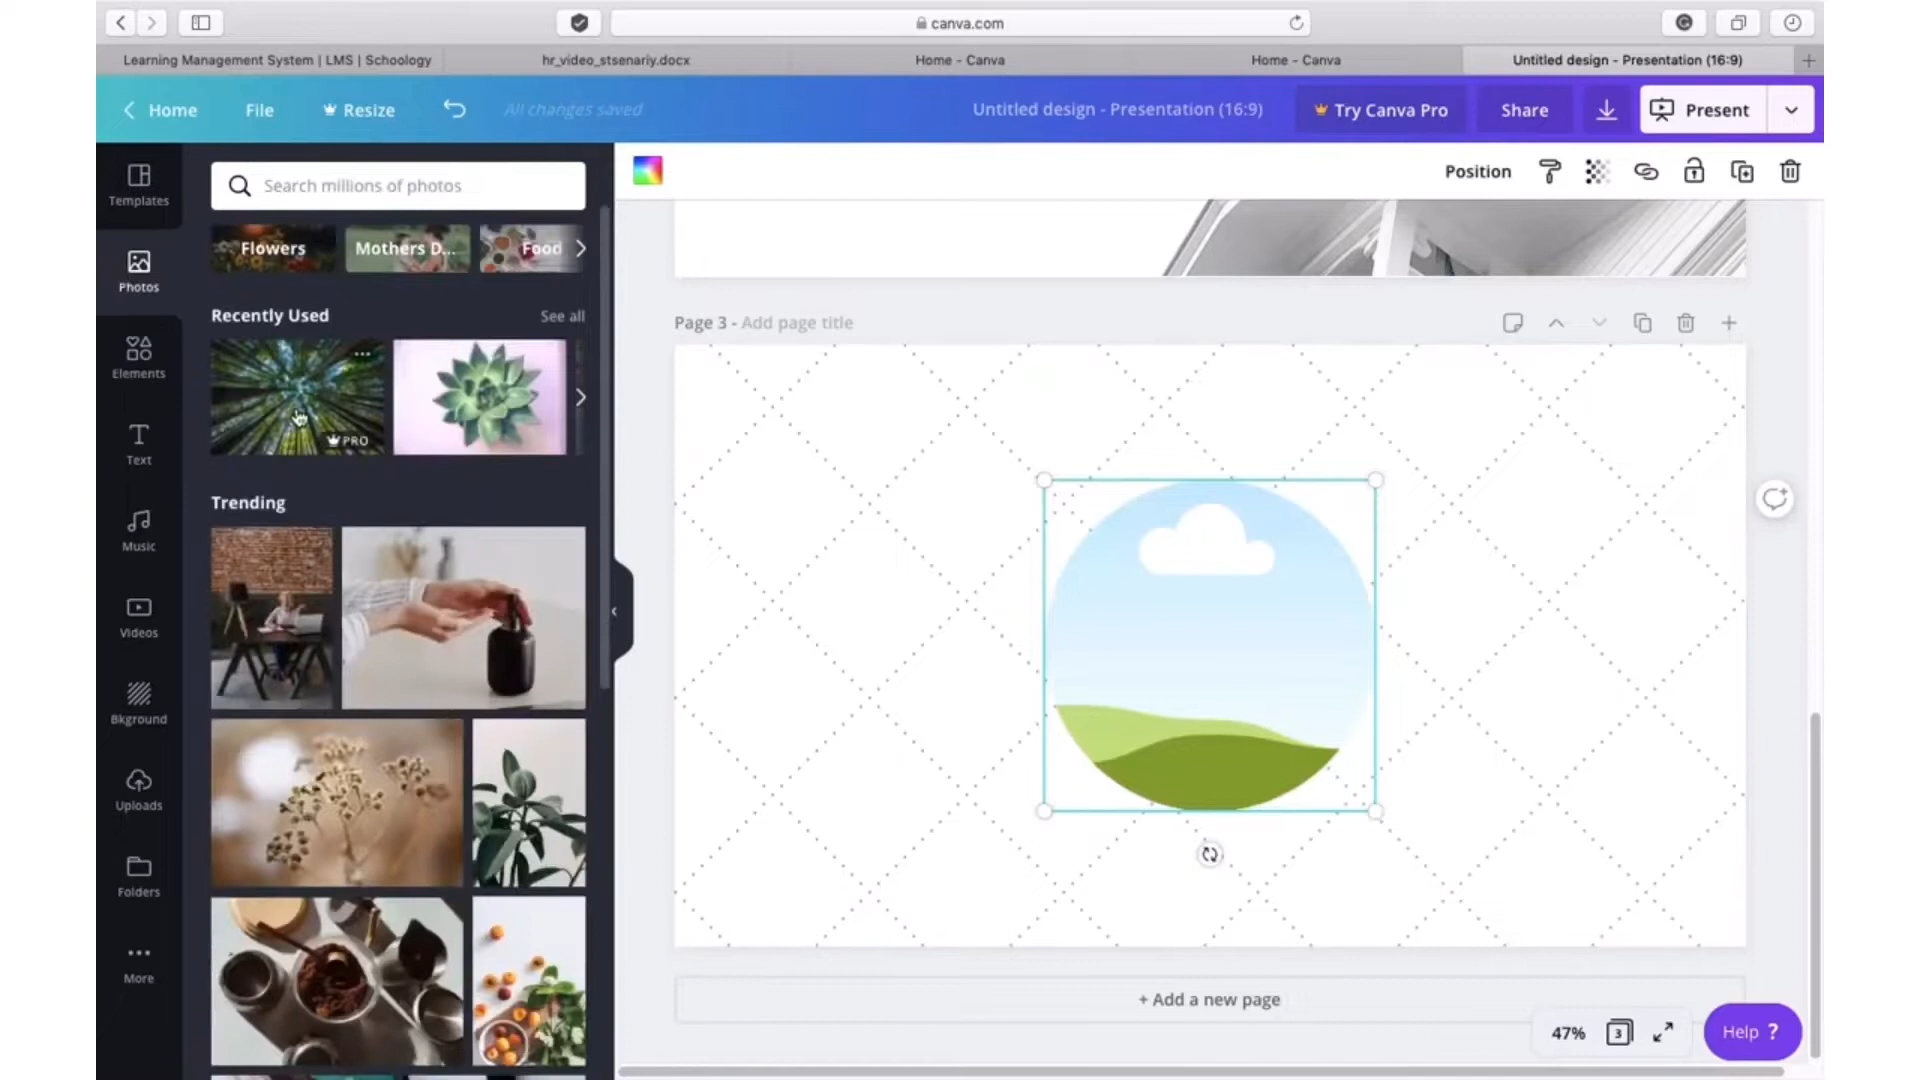 canva.com
Learning Management System | LMS | Schoology
hr_video_stsenariy.docx
Home - Canva
Home - Canva
Untitled design - Presentation (16:9)
Home
File
Resize
All changes saved
Untitled design - Presentation (16:9)
Try Canva Pro
Share
Present
Templates
Photos
Elements
Text
Music
Videos
Bkground
Uploads
Folders
More
Search millions of photos
Flowers
Mothers D...
Food
Recently Used
See all
PRO
Trending
Position
Page 3 - Add page title
+ Add a new page
47%
3
Help ?